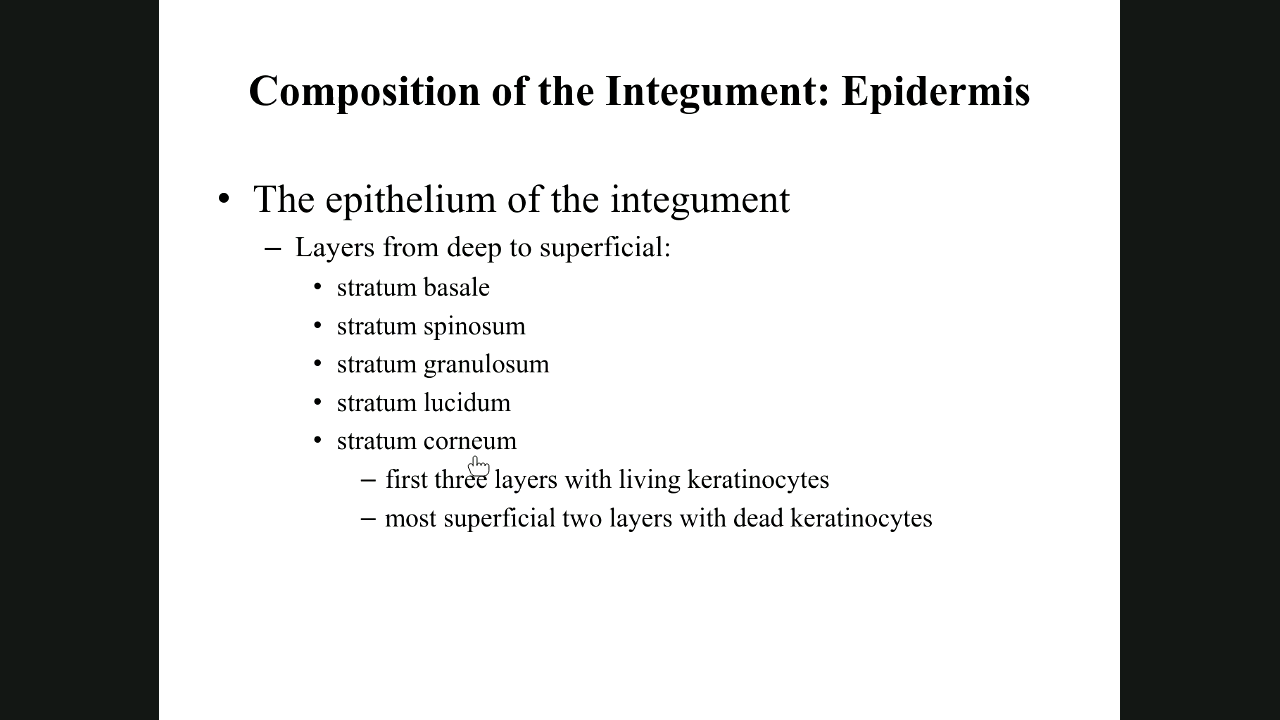 Composition of the Integument: Epidermis
• The epithelium of the integument
– Layers from deep to superficial:
• stratum basale
• stratum spinosum
• stratum granulosum
• stratum lucidum
• stratum corneum
– first three layers with living keratinocytes
– most superficial two layers with dead keratinocytes